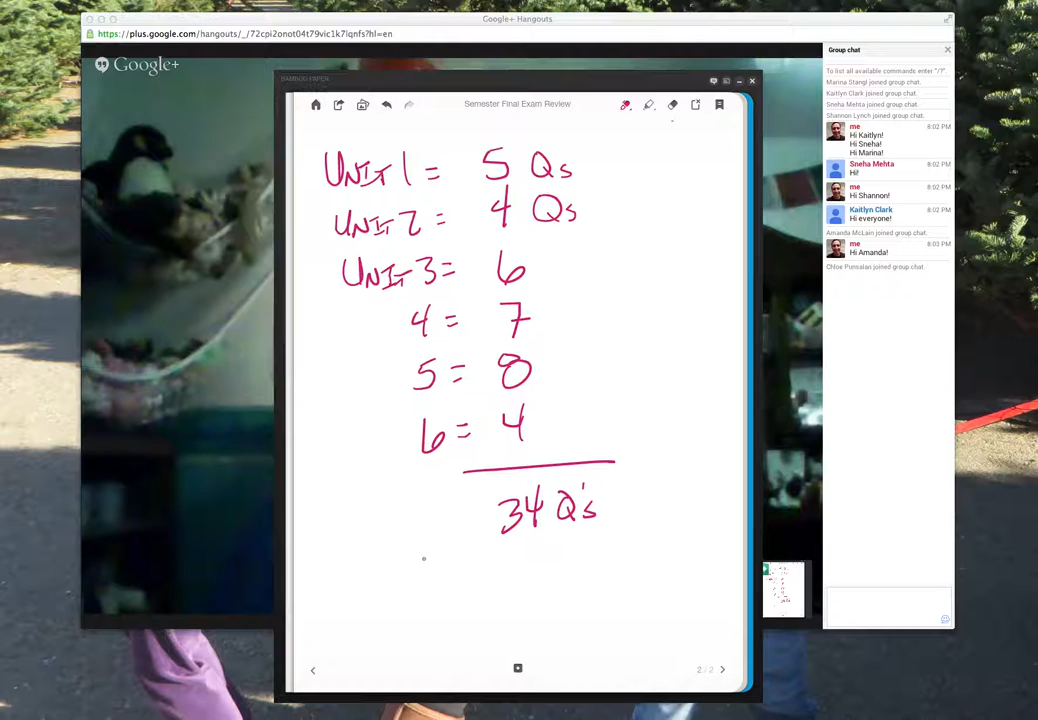 Google+ Hangouts
https://plus.google.com/hangouts/_/72cpi2onot04t79vic1k7iqnfs?hl=en
Google+
BAMBOO PAPER
Semester Final Exam Review
UNIT 1 = 5 Qs
UNIT 2 = 4 Qs
UNIT 3 = 6
4 = 7
5 = 8
6 = 4
34 Q's
2 / 2
Group chat
To list all available commands enter "/?"
Marina Stangl joined group chat.
Kaitlyn Clark joined group chat.
Sneha Mehta joined group chat.
Shannon Lynch joined group chat.
me 8:02 PM
Hi Kaitlyn!
Hi Sneha!
Hi Marina!
Sneha Mehta 8:02 PM
Hi!
me 8:02 PM
Hi Shannon!
Kaitlyn Clark 8:02 PM
Hi everyone!
Amanda McLain joined group chat.
me 8:03 PM
Hi Amanda!
Chloe Punsalan joined group chat.